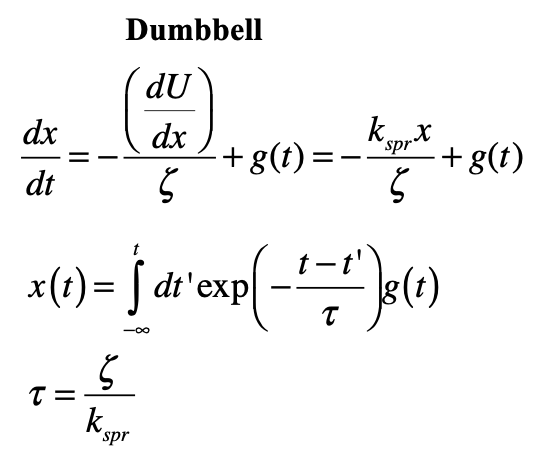 Dumbbell
dx/dt = −(dU/dx)/ζ + g(t) = −k_spr x/ζ + g(t)
x(t) = ∫_{−∞}^{t} dt' exp(−(t − t')/τ) g(t)
τ = ζ/k_spr